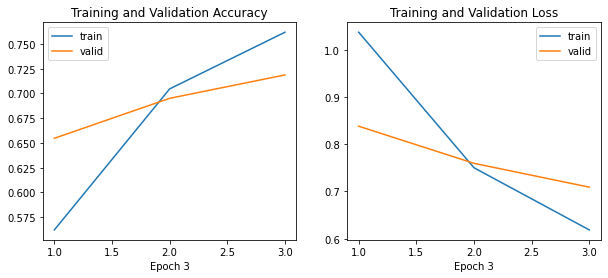 Training and Validation Accuracy
train
valid
0.750
0.725
0.700
0.675
0.650
0.625
0.600
0.575
1.0
1.5
2.0
2.5
3.0
Epoch 3
Training and Validation Loss
train
valid
1.0
0.9
0.8
0.7
0.6
1.0
1.5
2.0
2.5
3.0
Epoch 3